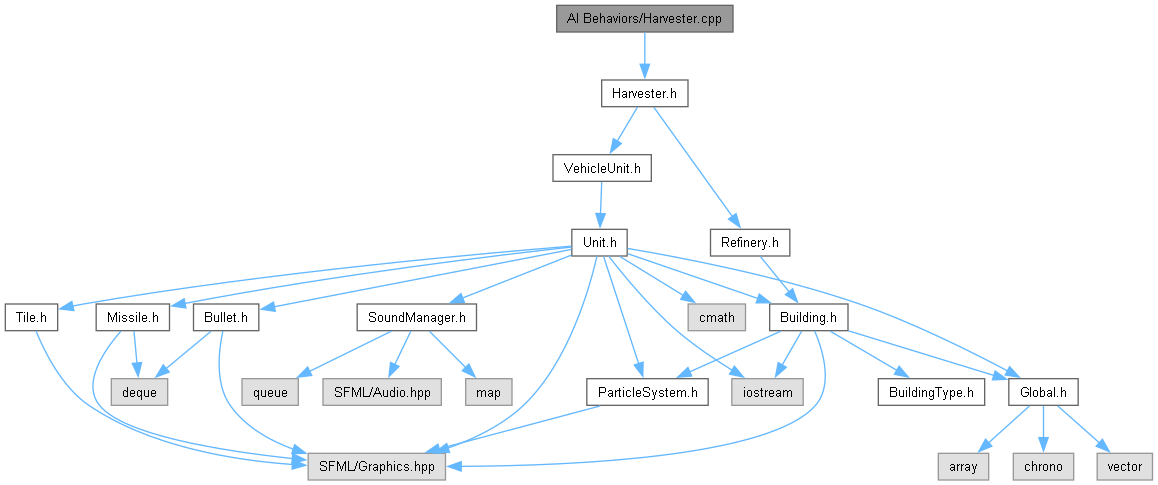 AI Behaviors/Harvester.cpp
Harvester.h
VehicleUnit.h
Unit.h
Refinery.h
Tile.h
Missile.h
Bullet.h
SoundManager.h
cmath
Building.h
deque
queue
SFML/Audio.hpp
map
ParticleSystem.h
iostream
BuildingType.h
Global.h
SFML/Graphics.hpp
array
chrono
vector